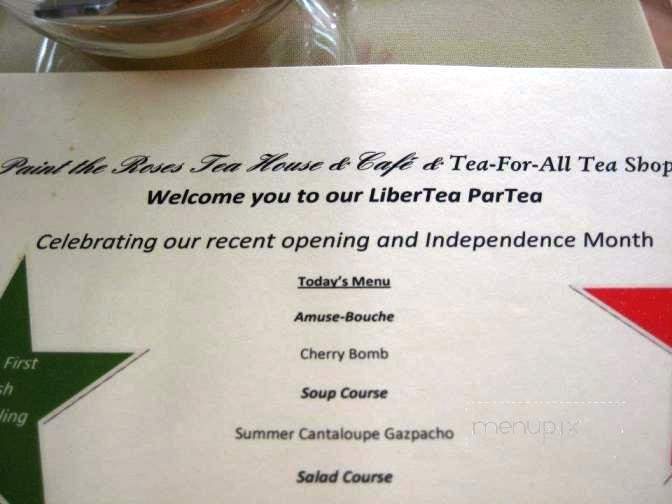 Paint the Roses Tea House & Café & Tea-For-All Tea Shop
Welcome you to our LiberTea ParTea
Celebrating our recent opening and Independence Month
Today's Menu
Amuse-Bouche
Cherry Bomb
Soup Course
Summer Cantaloupe Gazpacho
Salad Course
First
menupix